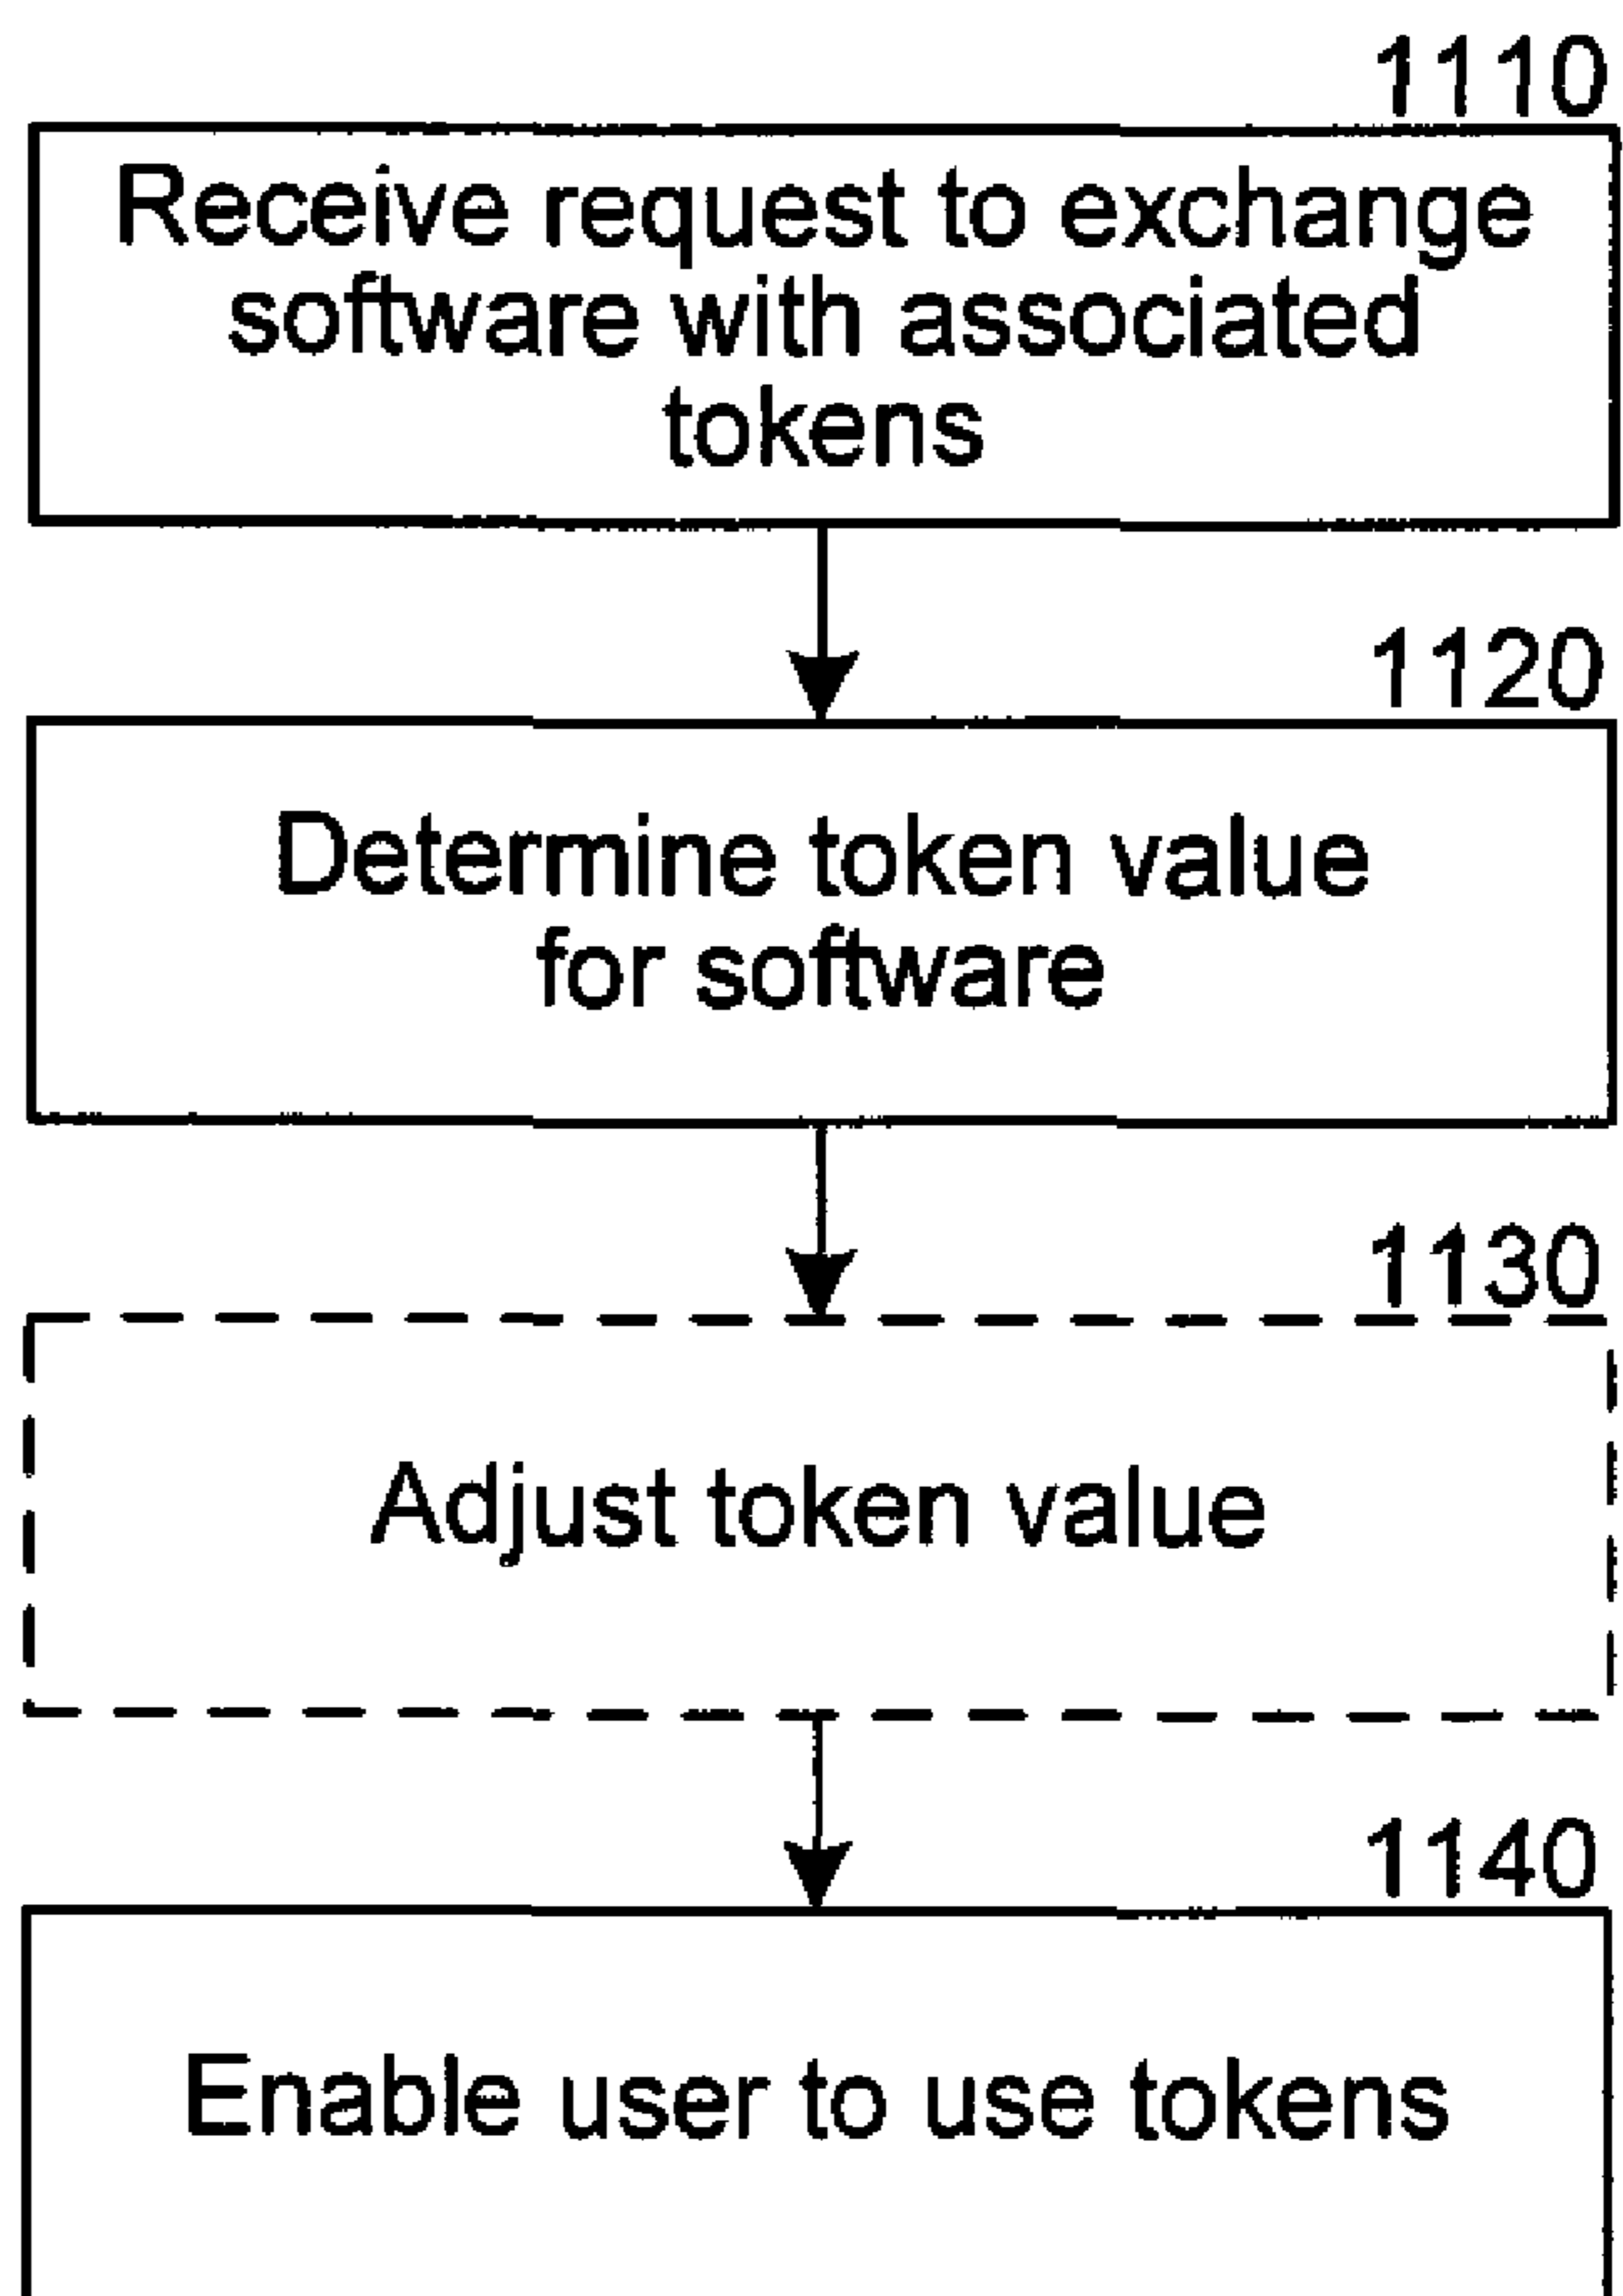 1110
Receive request to exchange
software with associated
tokens
1120
Determine token value
for software
1130
Adjust token value
1140
Enable user to use tokens